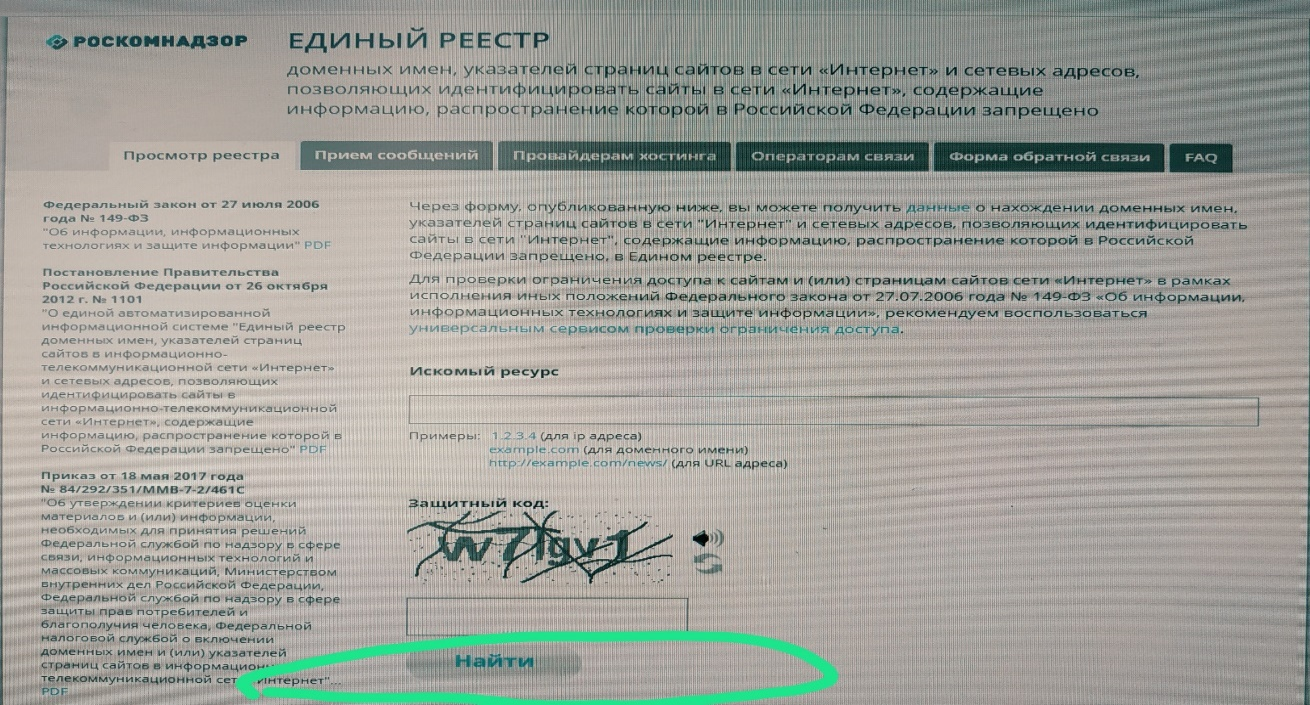 РОСКОМНАДЗОР
ЕДИНЫЙ РЕЕСТР
доменных имен, указателей страниц сайтов в сети «Интернет» и сетевых адресов,
позволяющих идентифицировать сайты в сети «Интернет», содержащие
информацию, распространение которой в Российской Федерации запрещено
Просмотр реестра
Прием сообщений
Провайдерам хостинга
Операторам связи
Форма обратной связи
FAQ
Федеральный закон от 27 июля 2006
года № 149-ФЗ
"Об информации, информационных
технологиях и защите информации" PDF
Постановление Правительства
Российской Федерации от 26 октября
2012 г. № 1101
"О единой автоматизированной
информационной системе "Единый реестр
доменных имен, указателей страниц
сайтов в информационно-
телекоммуникационной сети «Интернет»
и сетевых адресов, позволяющих
идентифицировать сайты в
информационно-телекоммуникационной
сети «Интернет», содержащие
информацию, распространение которой в
Российской Федерации запрещено" PDF
Приказ от 18 мая 2017 года
№ 84/292/351/ММВ-7-2/461С
"Об утверждении критериев оценки
материалов и (или) информации,
необходимых для принятия решений
Федеральной службой по надзору в сфере
связи, информационных технологий и
массовых коммуникаций, Министерством
внутренних дел Российской Федерации,
Федеральной службой по надзору в сфере
защиты прав потребителей и
благополучия человека, Федеральной
налоговой службой о включении
доменных имен и (или) указателей
страниц сайтов в информацион
телекоммуникационной сет "Интернет"...
PDF
Через форму, опубликованную ниже, вы можете получить данные о нахождении доменных имен,
указателей страниц сайтов в сети "Интернет" и сетевых адресов, позволяющих идентифицировать
сайты в сети "Интернет", содержащие информацию, распространение которой в Российской
Федерации запрещено, в Едином реестре.
Для проверки ограничения доступа к сайтам и (или) страницам сайтов сети «Интернет» в рамках
исполнения иных положений Федерального закона от 27.07.2006 года № 149-ФЗ «Об информации,
информационных технологиях и защите информации», рекомендуем воспользоваться
универсальным сервисом проверки ограничения доступа.
Искомый ресурс
Примеры: 1.2.3.4 (для ip адреса)
example.com (для доменного имени)
http://example.com/news/ (для URL адреса)
Защитный код:
Найти